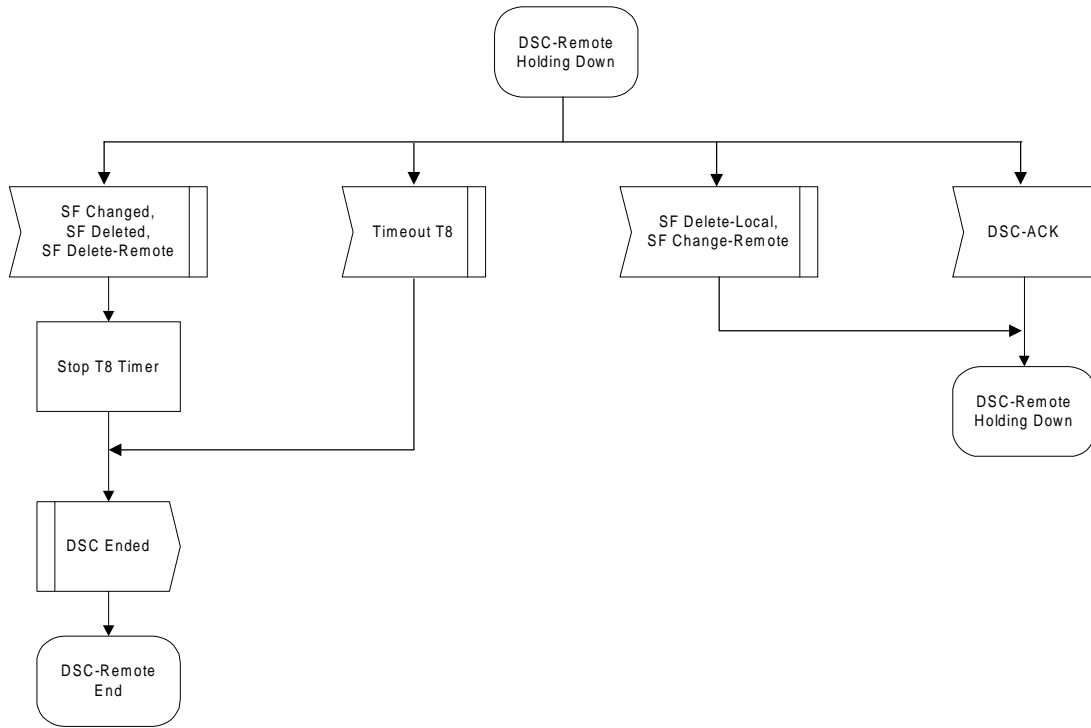 DSC-Remote
Holding Down
SF Changed,
SF Deleted,
SF Delete-Remote
Timeout T8
SF Delete-Local,
SF Change-Remote
DSC-ACK
Stop T8 Timer
DSC-Remote
Holding Down
DSC Ended
DSC-Remote
End